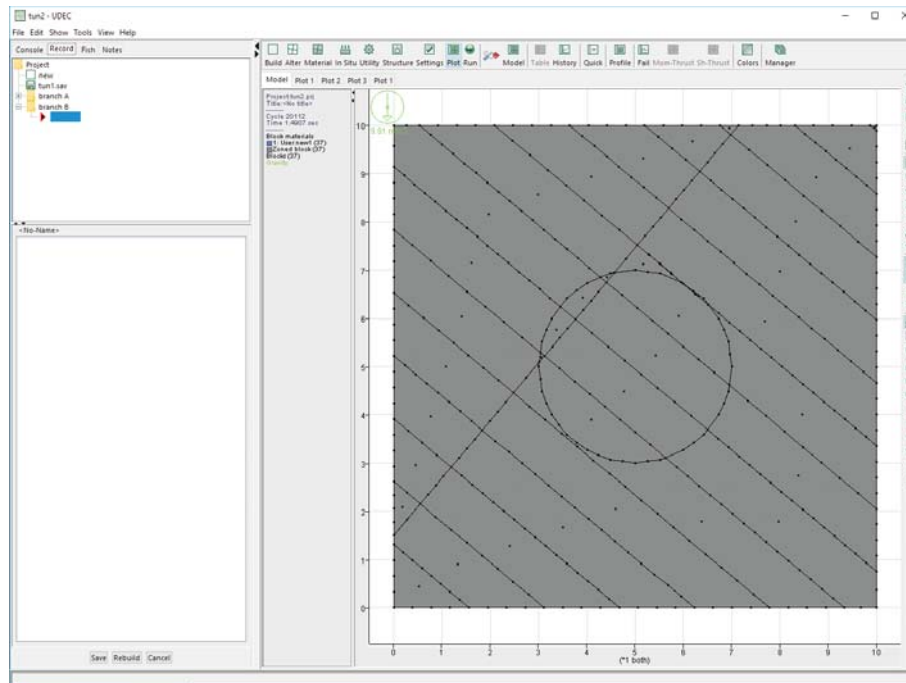 tun2 - UDEC
File Edit Show Tools View Help
Console Record Fish Notes
Project
new
tun1.sav
branch A
branch B
<No-Name>
Save Rebuild Cancel
Build Alter Material In Situ Utility Structure Settings Plot Run Model Table History Quick Profile Fail Mom-Thrust Sh-Thrust Colors Manager
Model Plot 1 Plot 2 Plot 3 Plot 1
Project:tun2.prj
Title:<No title>
Cycle 20112
Time 1.4907 sec
Block materials
1: User new1 (37)
Zoned block (37)
Blocks (37)
Gravity
10
9
8
7
6
5
4
3
2
1
0
0 1 2 3 4 5 6 7 8 9 10
(*1 both)